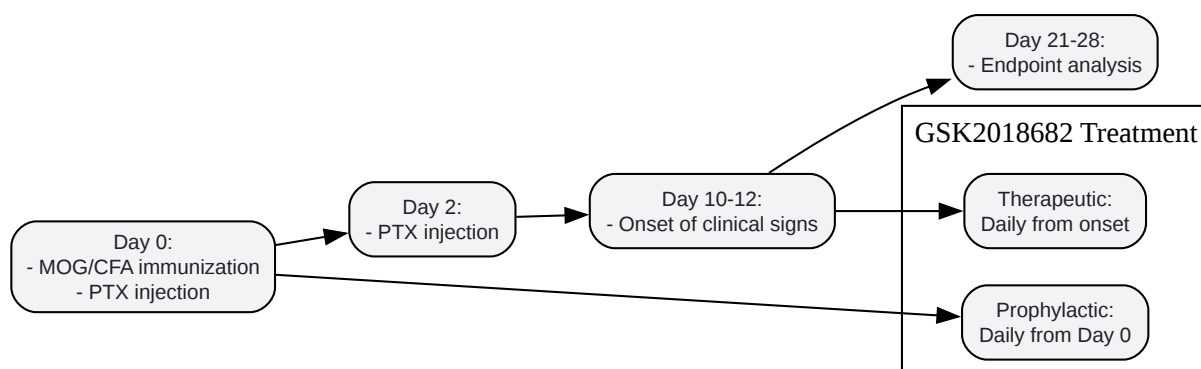 Day 21-28:
- Endpoint analysis
GSK2018682 Treatment
Day 0:
- MOG/CFA immunization
- PTX injection
Day 2:
- PTX injection
Day 10-12:
- Onset of clinical signs
Therapeutic:
Daily from onset
Prophylactic:
Daily from Day 0